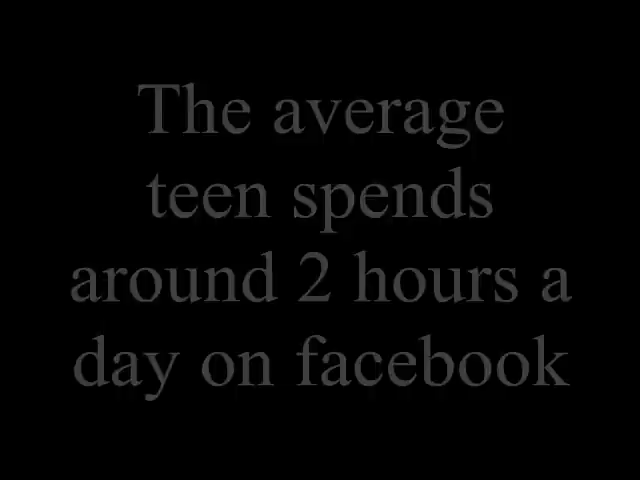 The average
teen spends
around 2 hours a
day on facebook